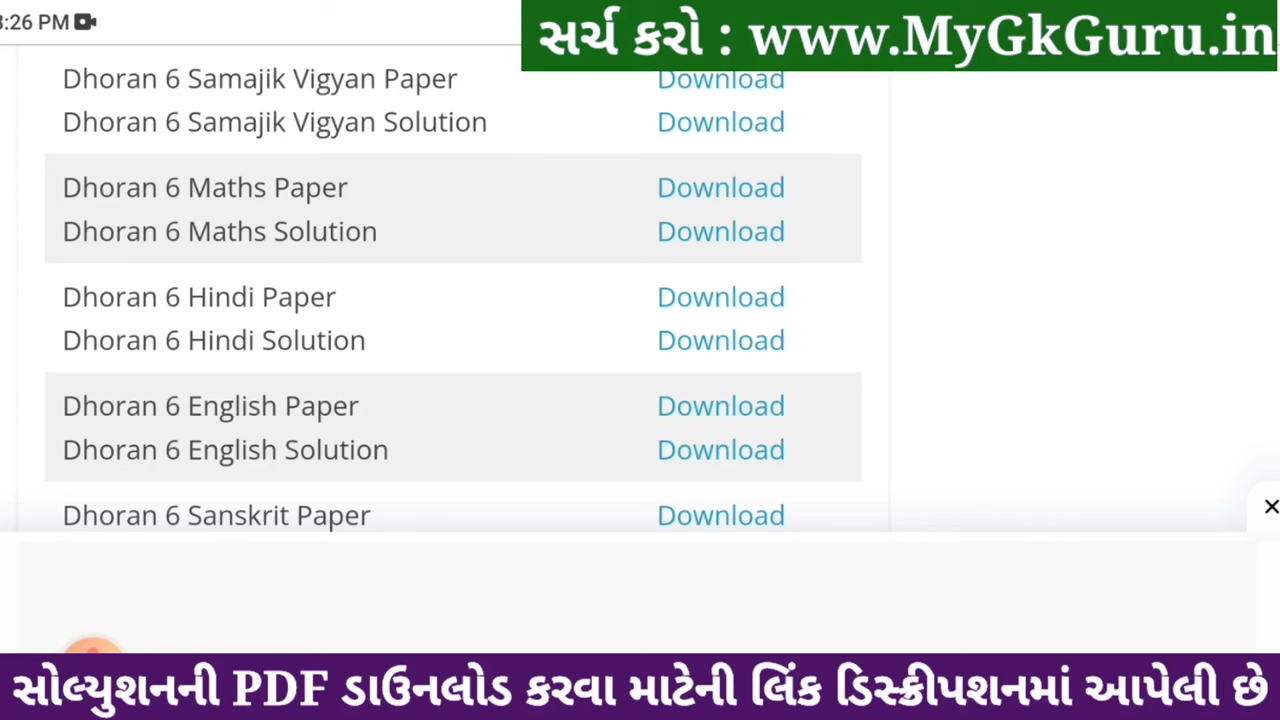 3:26 PM
સર્ચ કરો : www.MyGkGuru.in
Dhoran 6 Samajik Vigyan Paper Download
Dhoran 6 Samajik Vigyan Solution Download
Dhoran 6 Maths Paper Download
Dhoran 6 Maths Solution Download
Dhoran 6 Hindi Paper Download
Dhoran 6 Hindi Solution Download
Dhoran 6 English Paper Download
Dhoran 6 English Solution Download
Dhoran 6 Sanskrit Paper Download
સોલ્યુશનની PDF ડાઉનલોડ કરવા માટેની લિંક ડિસ્ક્રીપશનમાં આપેલી છે